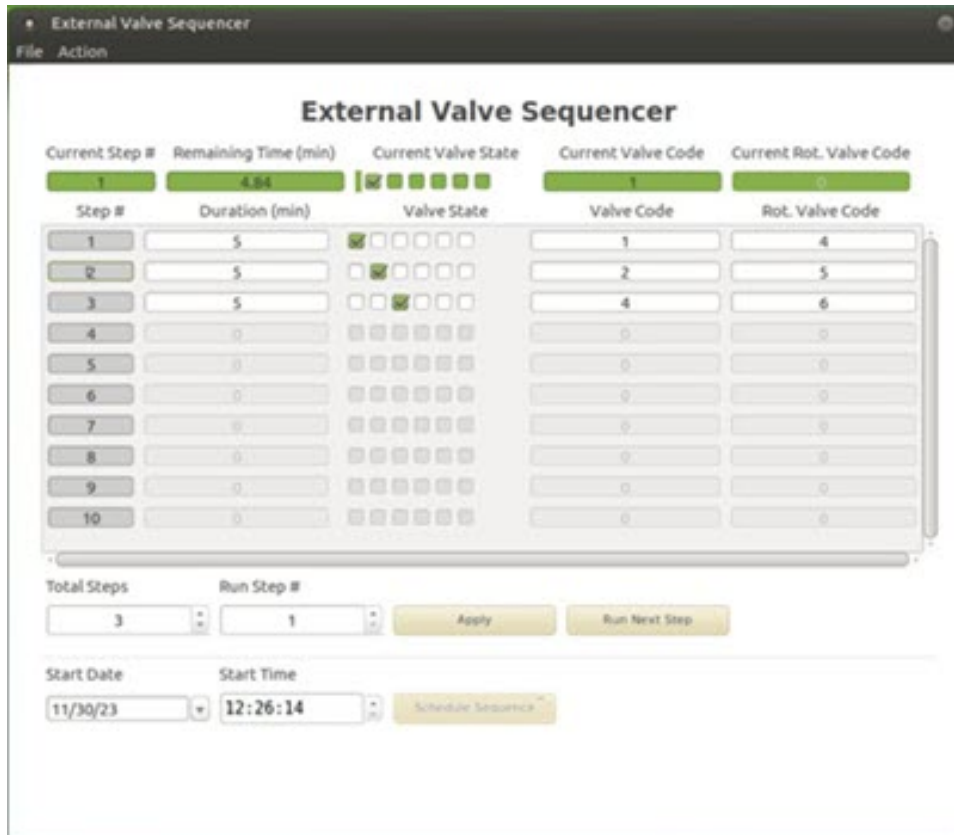 External Valve Sequencer
File Action
External Valve Sequencer
Current Step # Remaining Time (min) Current Valve State Current Valve Code Current Rot. Valve Code
1 4.84 1 0
Step # Duration (min) Valve State Valve Code Rot. Valve Code
1 5 1 4
2 5 2 5
3 5 4 6
4 0 0 0
5 0 0 0
6 0 0 0
7 0 0 0
8 0 0 0
9 0 0 0
10 0 0 0
Total Steps Run Step #
3 1 Apply Run Next Step
Start Date Start Time
11/30/23 12:26:14 Schedule Sequence